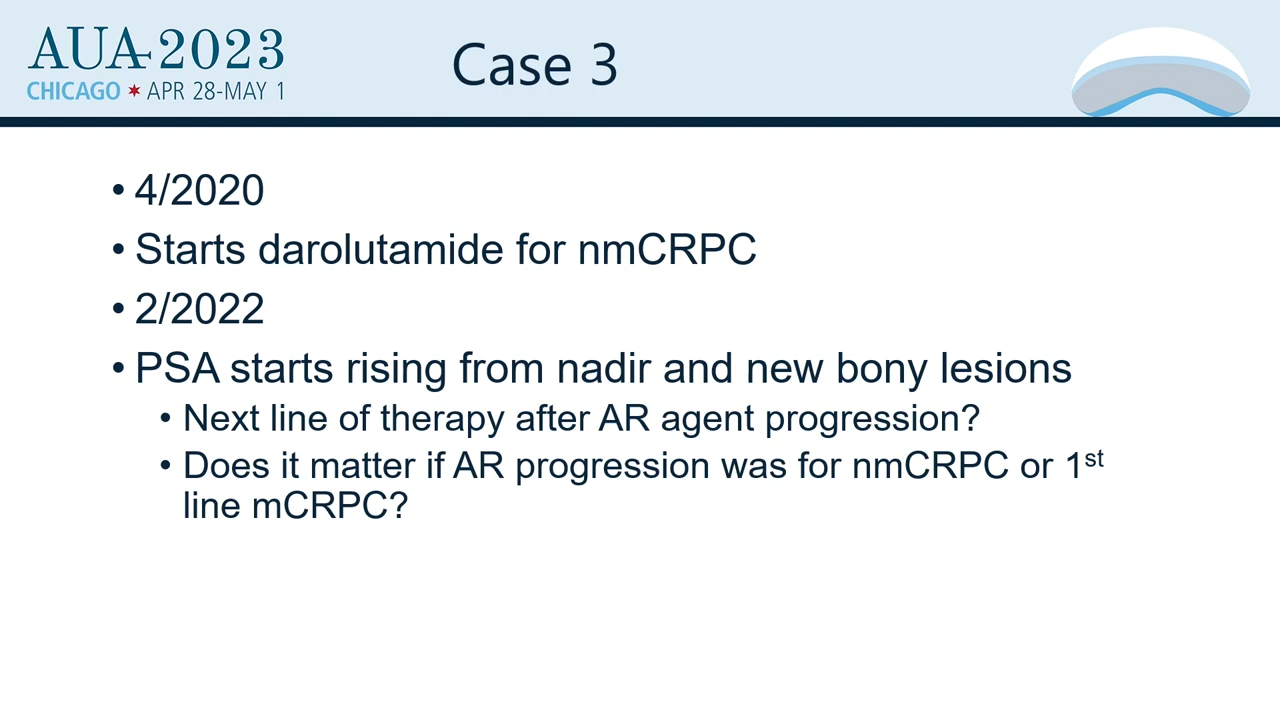 AUA 2023
CHICAGO ★ APR 28-MAY 1
Case 3
• 4/2020
• Starts darolutamide for nmCRPC
• 2/2022
• PSA starts rising from nadir and new bony lesions
• Next line of therapy after AR agent progression?
• Does it matter if AR progression was for nmCRPC or 1st
line mCRPC?